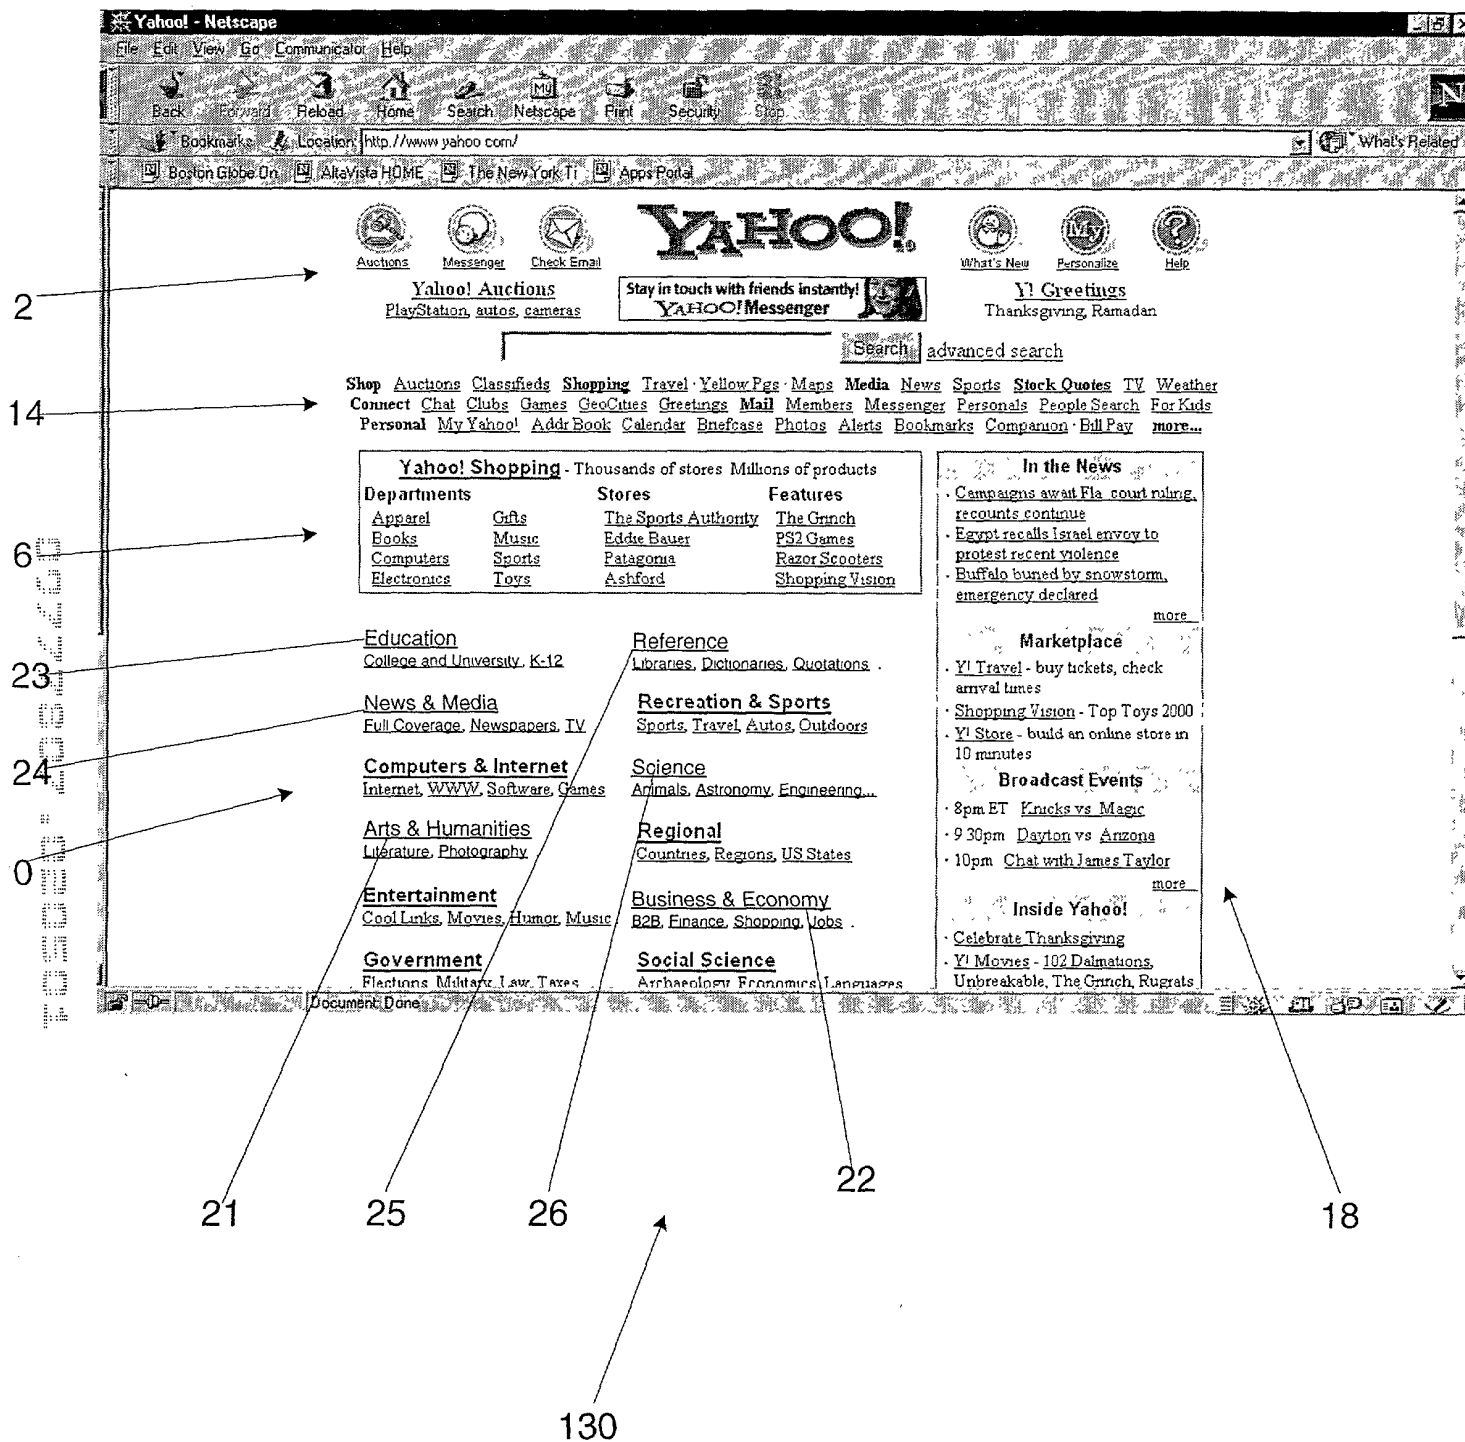 Yahoo! - Netscape
File Edit View Go Communicator Help
Back Forward Reload Home Search Netscape Print Security Stop
My
N
Bookmarks Location: http://www yahoo com/ What's Related
Boston Globe On AltaVista HOME The New York Ti Apps Portal
YAHOO!
My ?
Auctions Messenger Check Email What's New Personalize Help
2
Yahoo! Auctions Stay in touch with friends instantly! Y! Greetings
PlayStation, autos, cameras YAHOO! Messenger Thanksgiving, Ramadan
Search advanced search
Shop Auctions Classifieds Shopping Travel · Yellow Pgs · Maps Media News Sports Stock Quotes TV Weather
14
Connect Chat Clubs Games GeoCities Greetings Mail Members Messenger Personals People Search For Kids
Personal My Yahoo! Addr Book Calendar Briefcase Photos Alerts Bookmarks Companion · Bill Pay more...
Yahoo! Shopping - Thousands of stores Millions of products
Departments Stores Features
Apparel Gifts The Sports Authority The Grinch
Books Music Eddie Bauer PS2 Games
Computers Sports Patagonia Razor Scooters
Electronics Toys Ashford Shopping Vision
6
In the News
· Campaigns await Fla court ruling,
recounts continue
· Egypt recalls Israel envoy to
protest recent violence
· Buffalo buried by snowstorm,
emergency declared
more
Education Reference
College and University, K-12 Libraries, Dictionaries, Quotations .
23
News & Media Recreation & Sports
Full Coverage, Newspapers, TV Sports, Travel, Autos, Outdoors
24
Computers & Internet Science
Internet, WWW, Software, Games Animals, Astronomy, Engineering...
Arts & Humanities Regional
Literature, Photography Countries, Regions, US States
0
Entertainment Business & Economy
Cool Links, Movies, Humor, Music B2B, Finance, Shopping, Jobs .
Government Social Science
Elections Military Law Taxes Archaeology Economics Languages
Marketplace
· Y! Travel - buy tickets, check
arrival times
· Shopping Vision - Top Toys 2000
· Y! Store - build an online store in
10 minutes
Broadcast Events
· 8pm ET Knicks vs Magic
· 9 30pm Dayton vs Arizona
· 10pm Chat with James Taylor
more
Inside Yahoo!
· Celebrate Thanksgiving
· Y! Movies - 102 Dalmations,
Unbreakable, The Grinch, Rugrats
Document Done
21 25 26 22 18
130